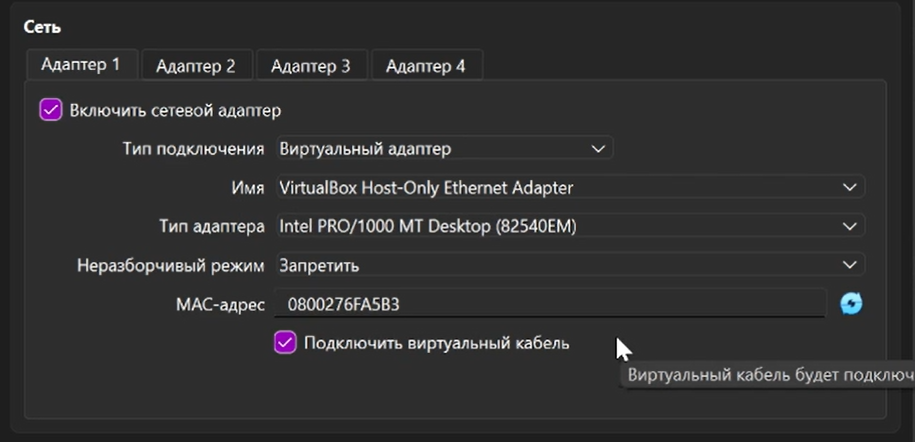 Сеть
Адаптер 1 Адаптер 2 Адаптер 3 Адаптер 4
Включить сетевой адаптер
Тип подключения Виртуальный адаптер
Имя VirtualBox Host-Only Ethernet Adapter
Тип адаптера Intel PRO/1000 MT Desktop (82540EM)
Неразборчивый режим Запретить
MAC-адрес 0800276FA5B3
Подключить виртуальный кабель
Виртуальный кабель будет подключ